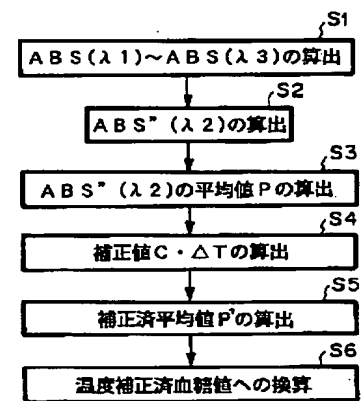 S1
ABS(λ1)~ABS(λ3)の算出
S2
ABS"(λ2)の算出
S3
ABS"(λ2)の平均値Pの算出
S4
補正値C・△Tの算出
S5
補正済平均値P'の算出
S6
温度補正済血糖値への換算